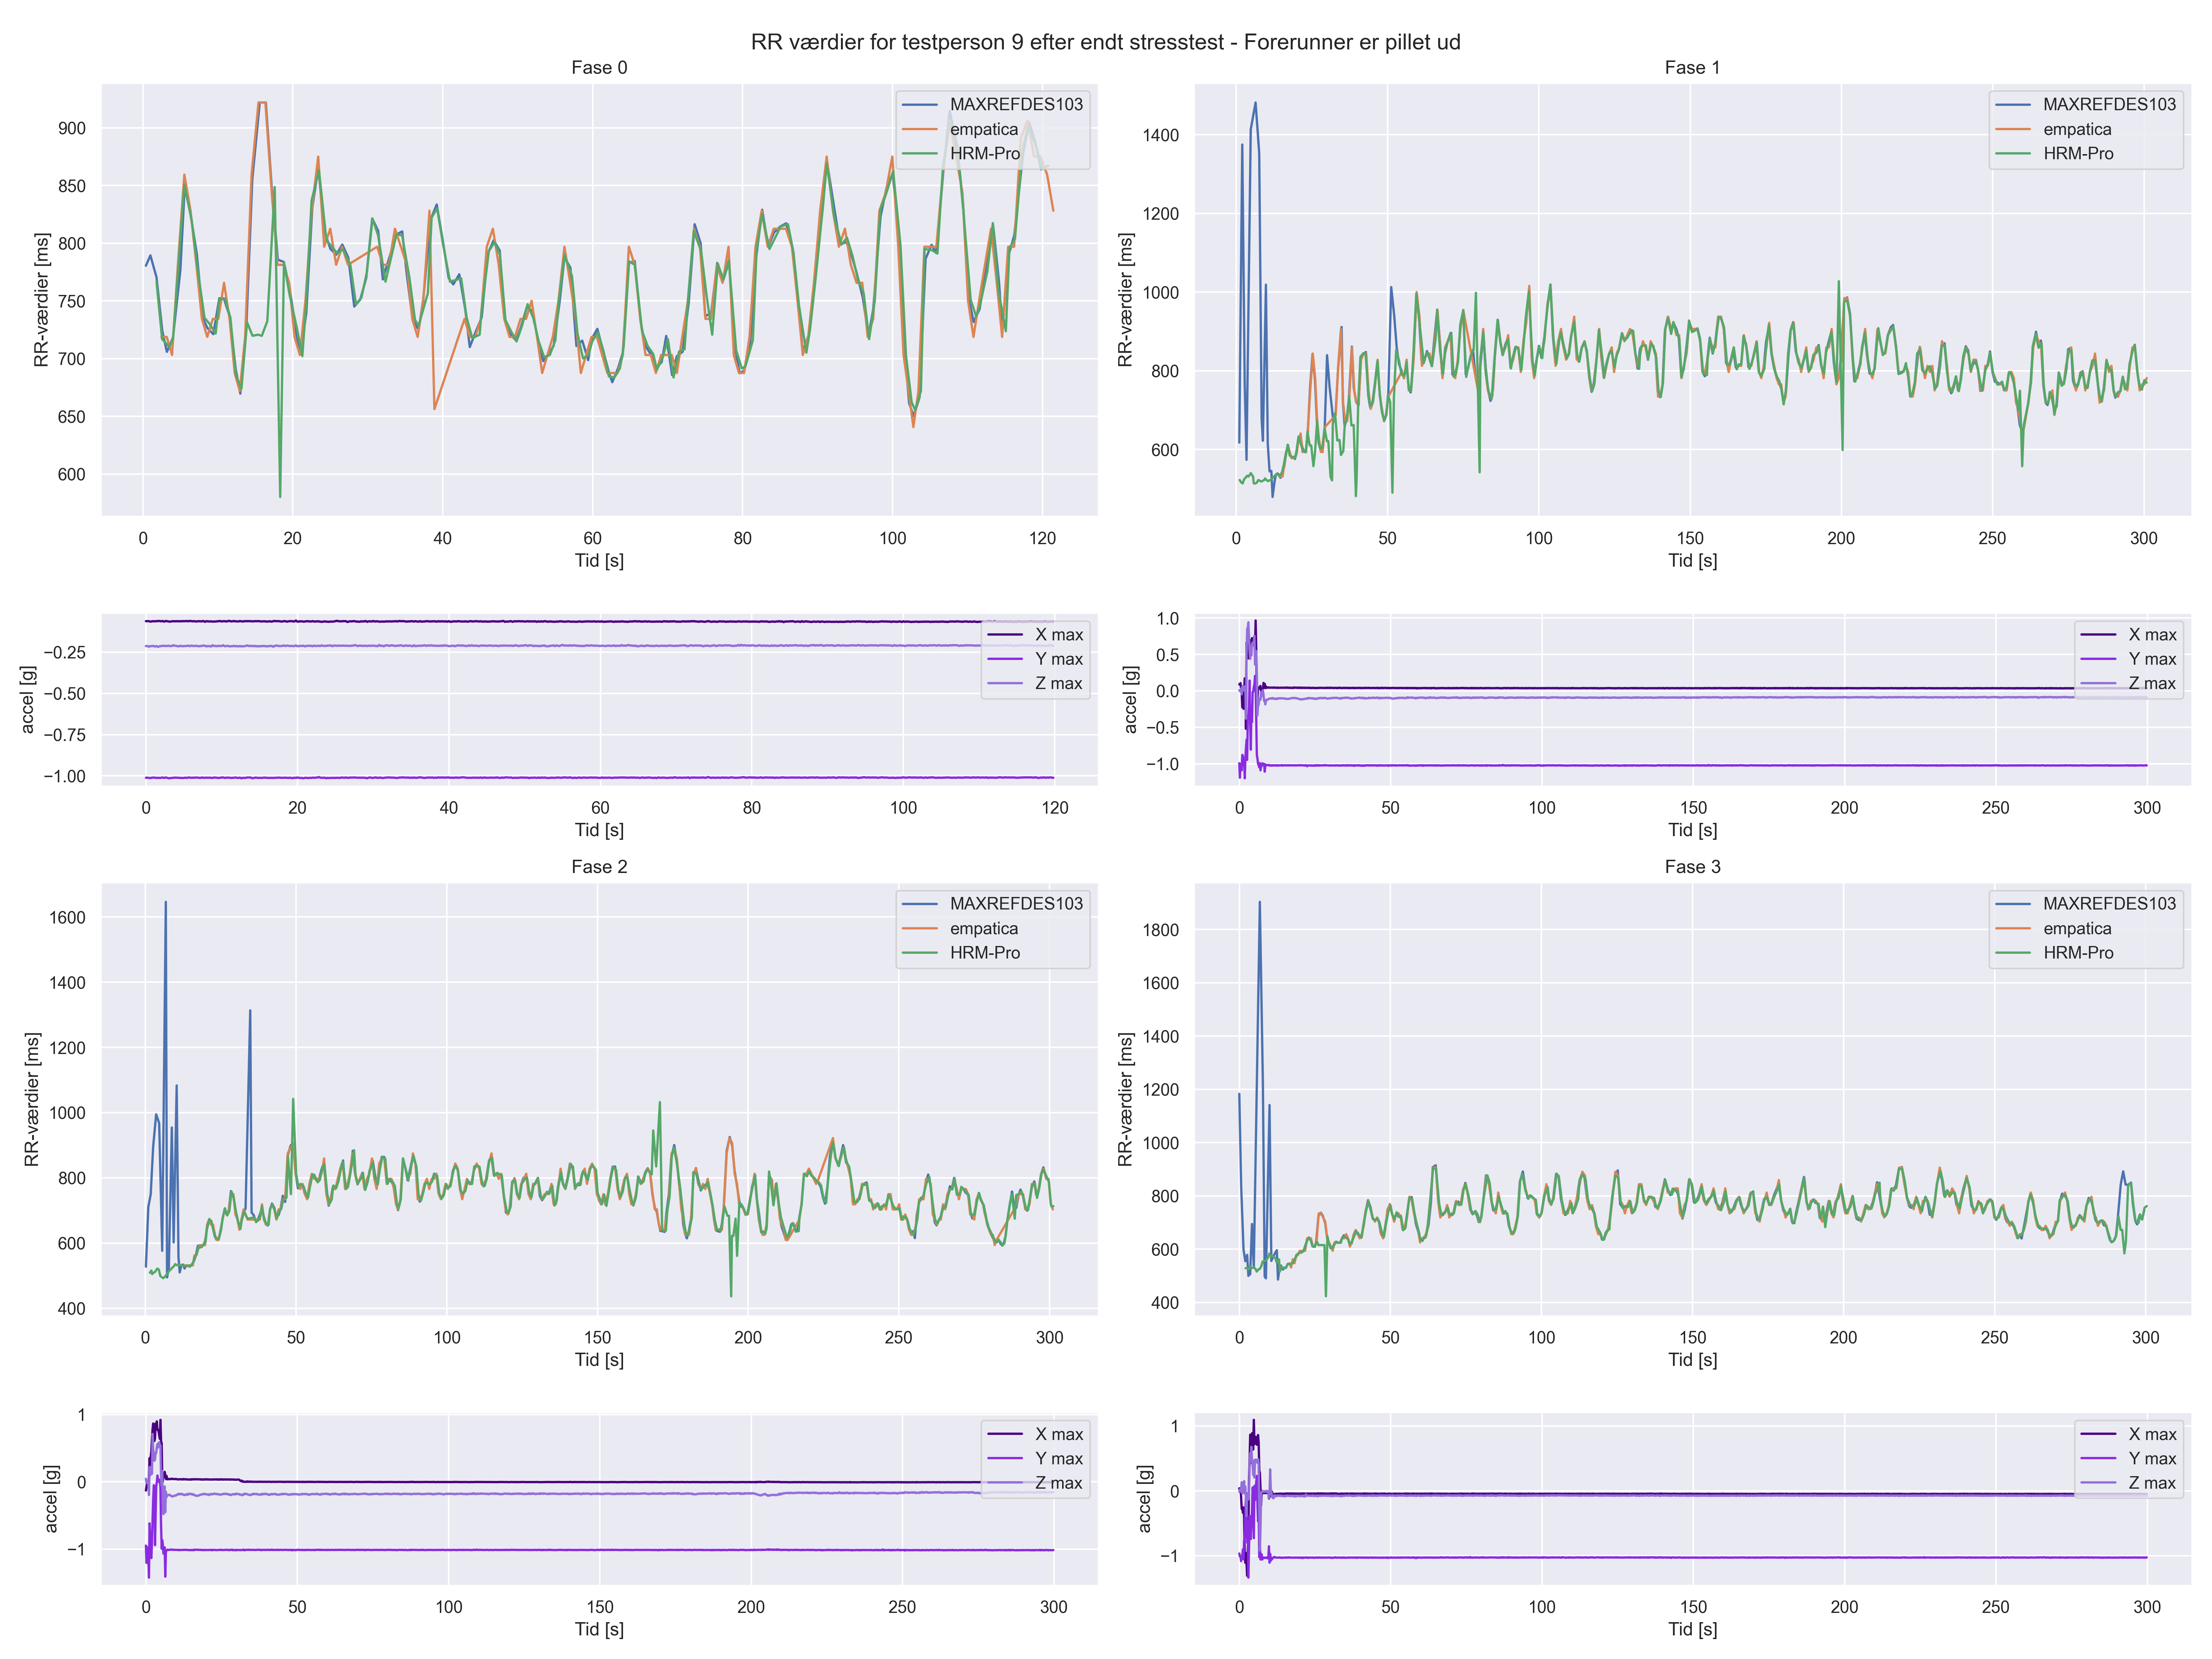 RR værdier for testperson 9 efter endt stresstest - Forerunner er pillet ud
Fase 0
RR-værdier [ms]
900
850
800
750
700
650
600
MAXREFDES103
empatica
HRM-Pro
0 20 40 60 80 100 120
Tid [s]
accel [g]
−0.25
−0.50
−0.75
−1.00
X max
Y max
Z max
0 20 40 60 80 100 120
Tid [s]
Fase 1
RR-værdier [ms]
1400
1200
1000
800
600
MAXREFDES103
empatica
HRM-Pro
0 50 100 150 200 250 300
Tid [s]
accel [g]
1.0
0.5
0.0
−0.5
−1.0
X max
Y max
Z max
0 50 100 150 200 250 300
Tid [s]
Fase 2
RR-værdier [ms]
1600
1400
1200
1000
800
600
400
MAXREFDES103
empatica
HRM-Pro
0 50 100 150 200 250 300
Tid [s]
accel [g]
1
0
−1
X max
Y max
Z max
0 50 100 150 200 250 300
Tid [s]
Fase 3
RR-værdier [ms]
1800
1600
1400
1200
1000
800
600
400
MAXREFDES103
empatica
HRM-Pro
0 50 100 150 200 250 300
Tid [s]
accel [g]
1
0
−1
X max
Y max
Z max
0 50 100 150 200 250 300
Tid [s]